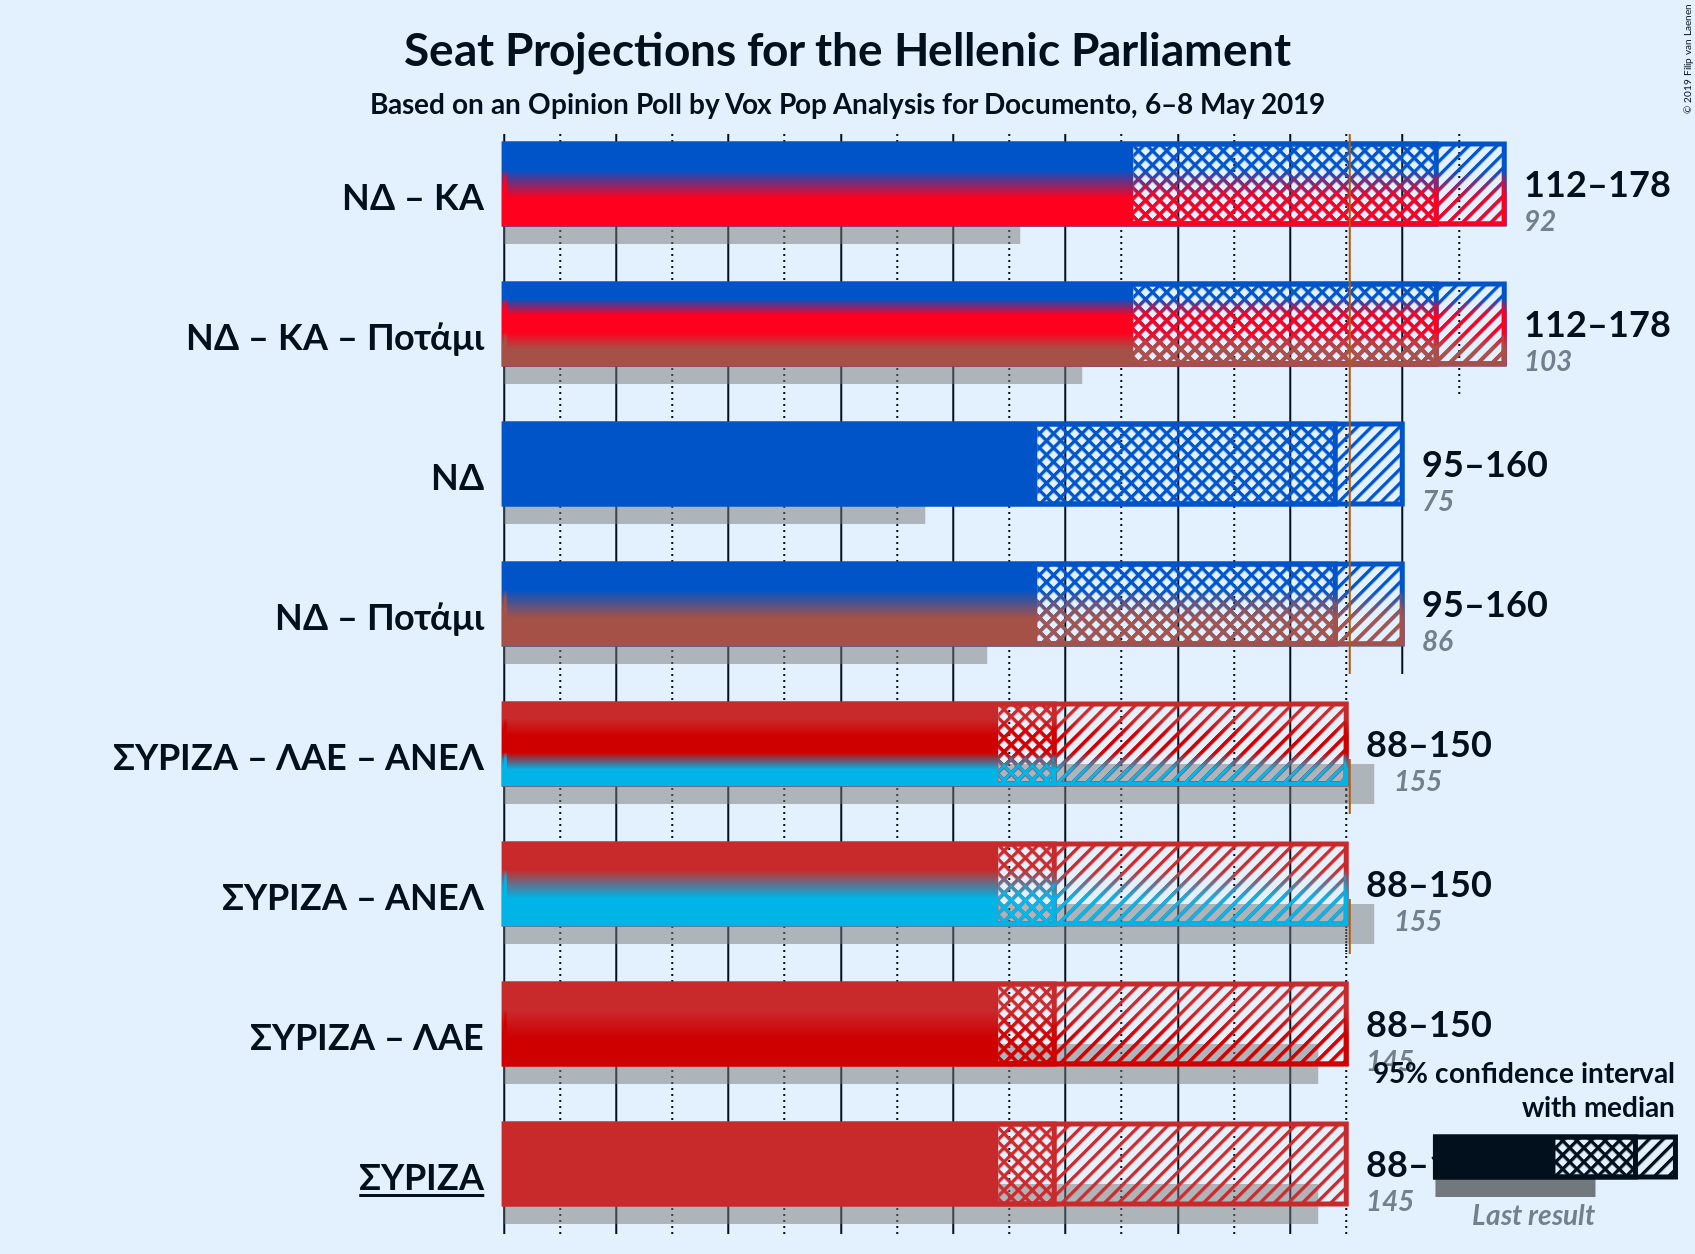 Seat Projections for the Hellenic Parliament
Based on an Opinion Poll by Vox Pop Analysis for Documento, 6–8 May 2019
© 2019 Filip van Laenen
ΝΔ – ΚΑ
112–178
92
ΝΔ – ΚΑ – Ποτάμι
112–178
103
ΝΔ
95–160
75
ΝΔ – Ποτάμι
95–160
86
ΣΥΡΙΖΑ – ΛΑΕ – ΑΝΕΛ
88–150
155
ΣΥΡΙΖΑ – ΑΝΕΛ
88–150
155
ΣΥΡΙΖΑ – ΛΑΕ
88–150
145
95% confidence interval
with median
ΣΥΡΙΖΑ
88–
145
Last result